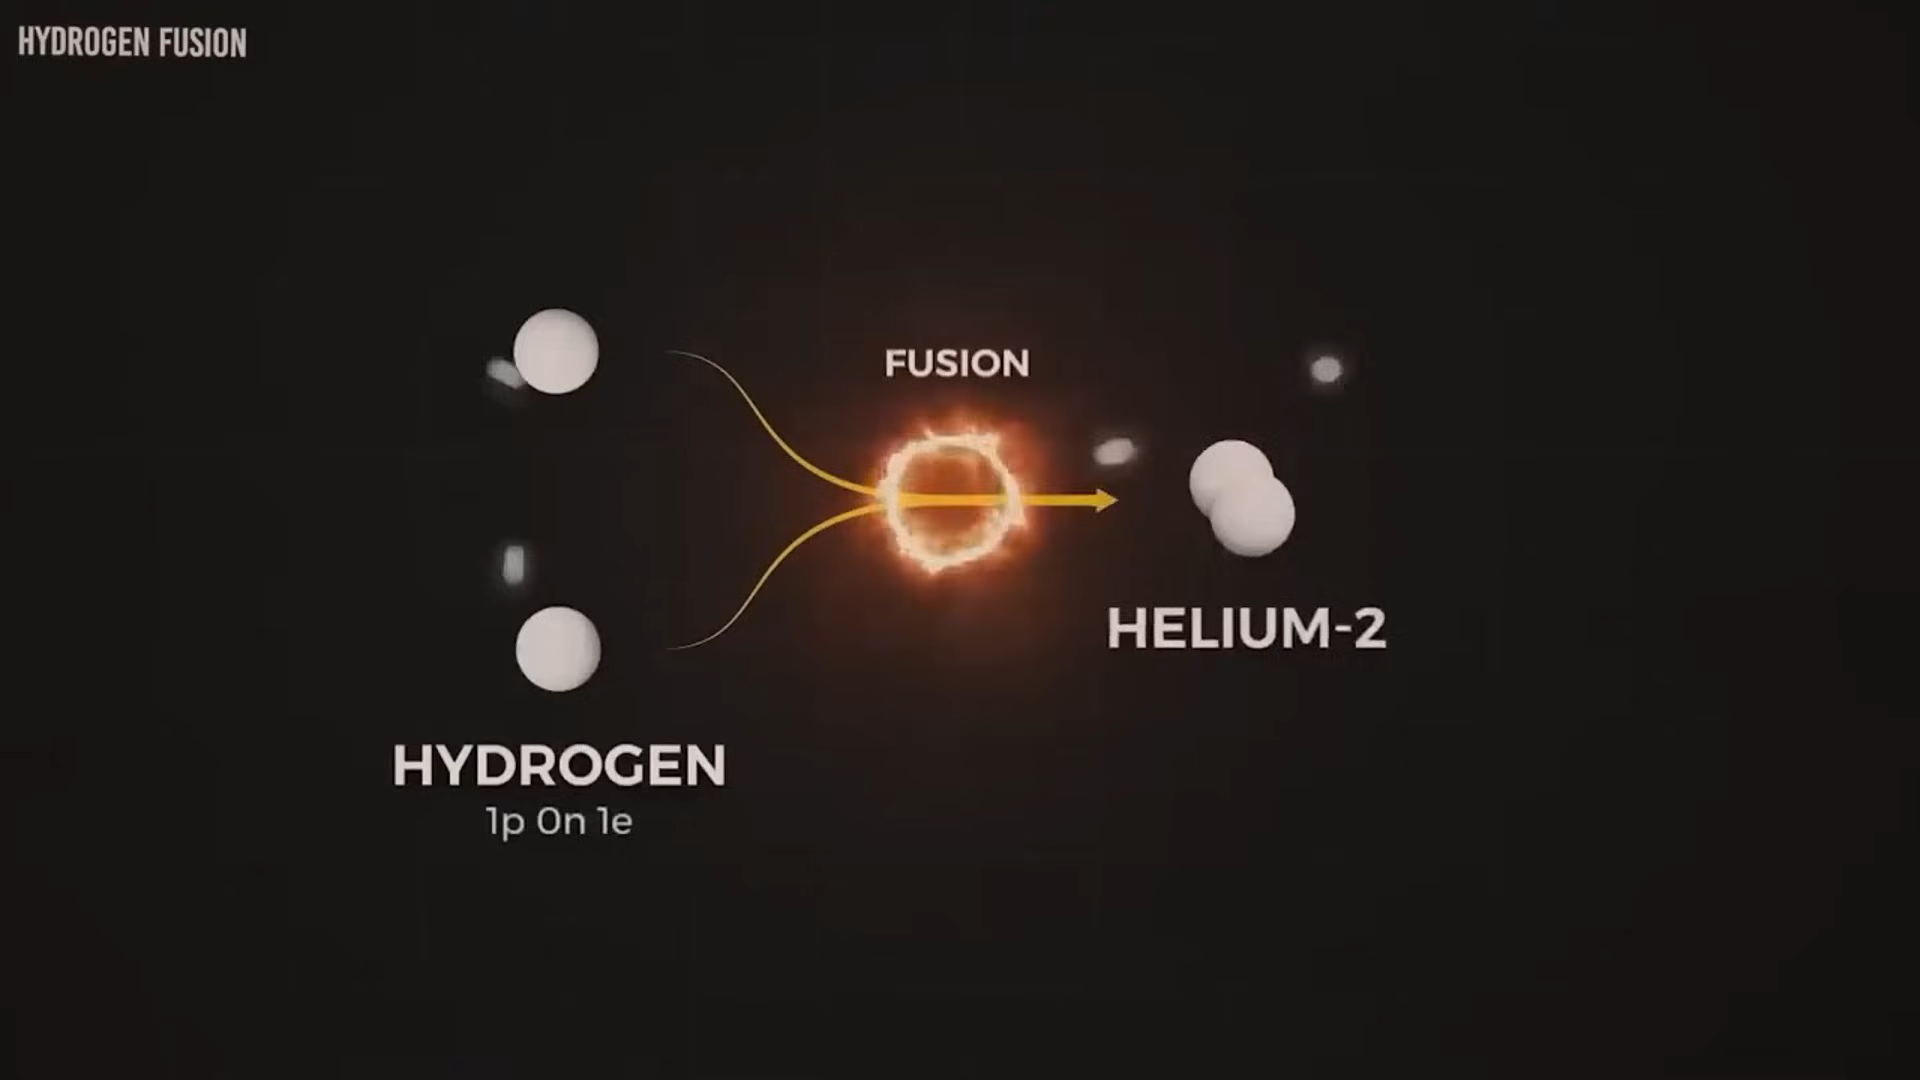 HYDROGEN FUSION
FUSION
HELIUM-2
HYDROGEN
1p 0n 1e